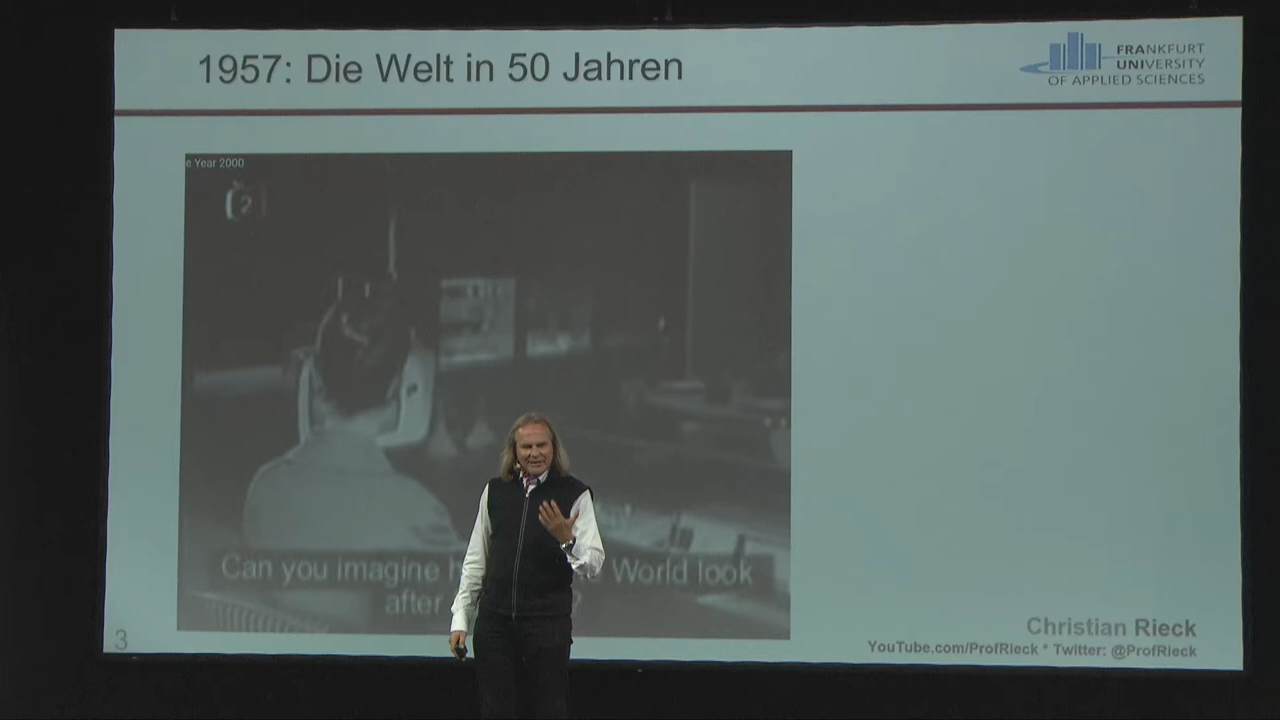 1957: Die Welt in 50 Jahren
FRANKFURT
UNIVERSITY
OF APPLIED SCIENCES
e Year 2000
2
Can you imagine h World look
after
3
Christian Rieck
YouTube.com/ProfRieck * Twitter: @ProfRieck